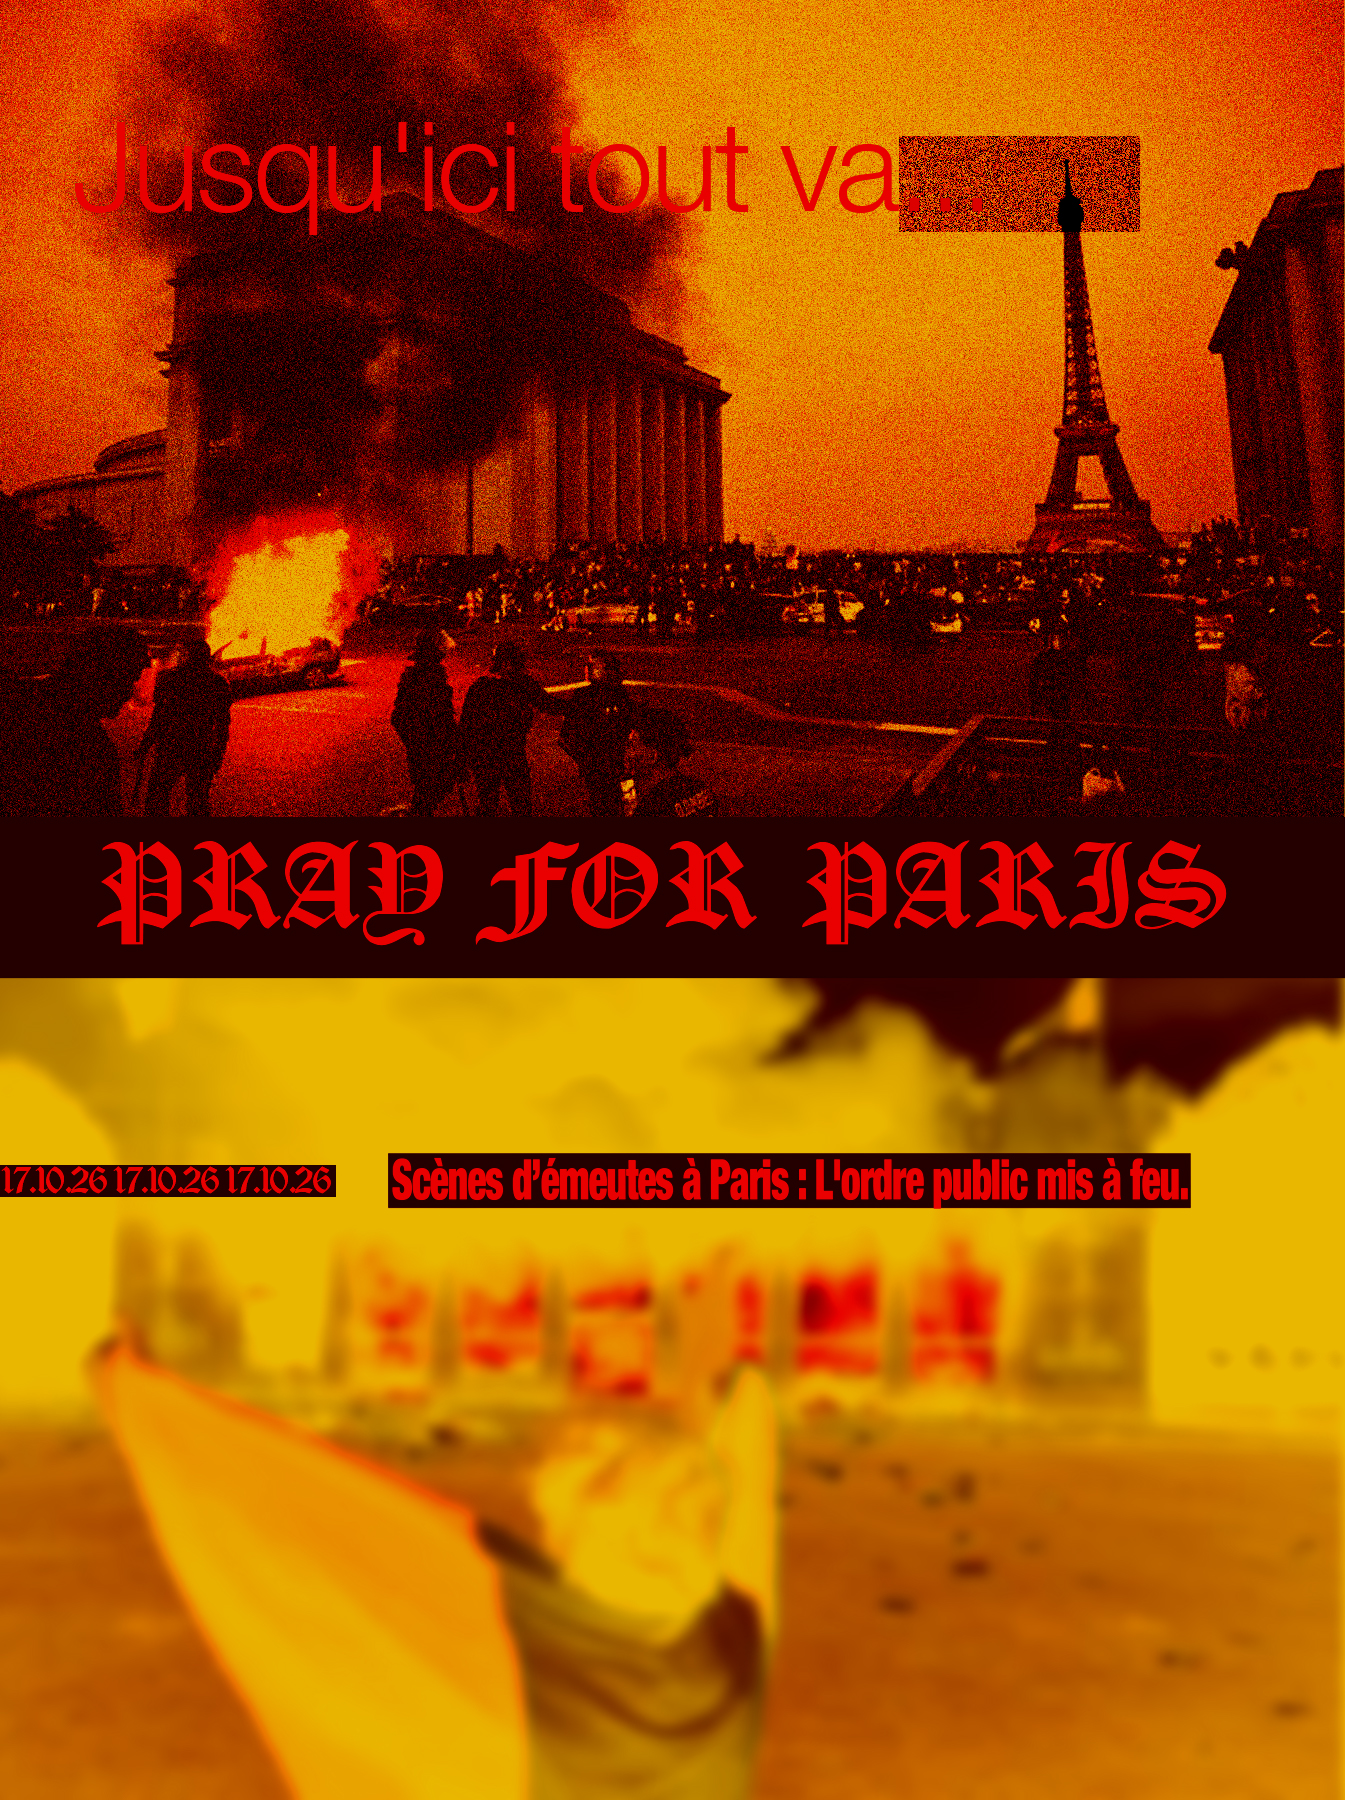 Jusqu'ici tout va...
PRAY FOR PARIS
17.10.26 17.10.26 17.10.26
Scènes d’émeutes à Paris : L'ordre public mis à feu.